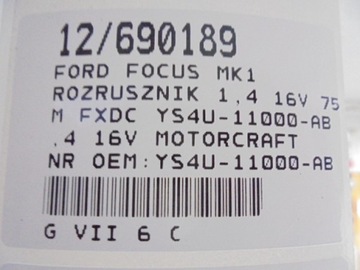 12/690189
FORD FOCUS MK1
ROZRUSZNIK 1,4 16V 75
M FXDC YS4U-11000-AB
,4 16V MOTORCRAFT
NR OEM:YS4U-11000-AB
G VII 6 C